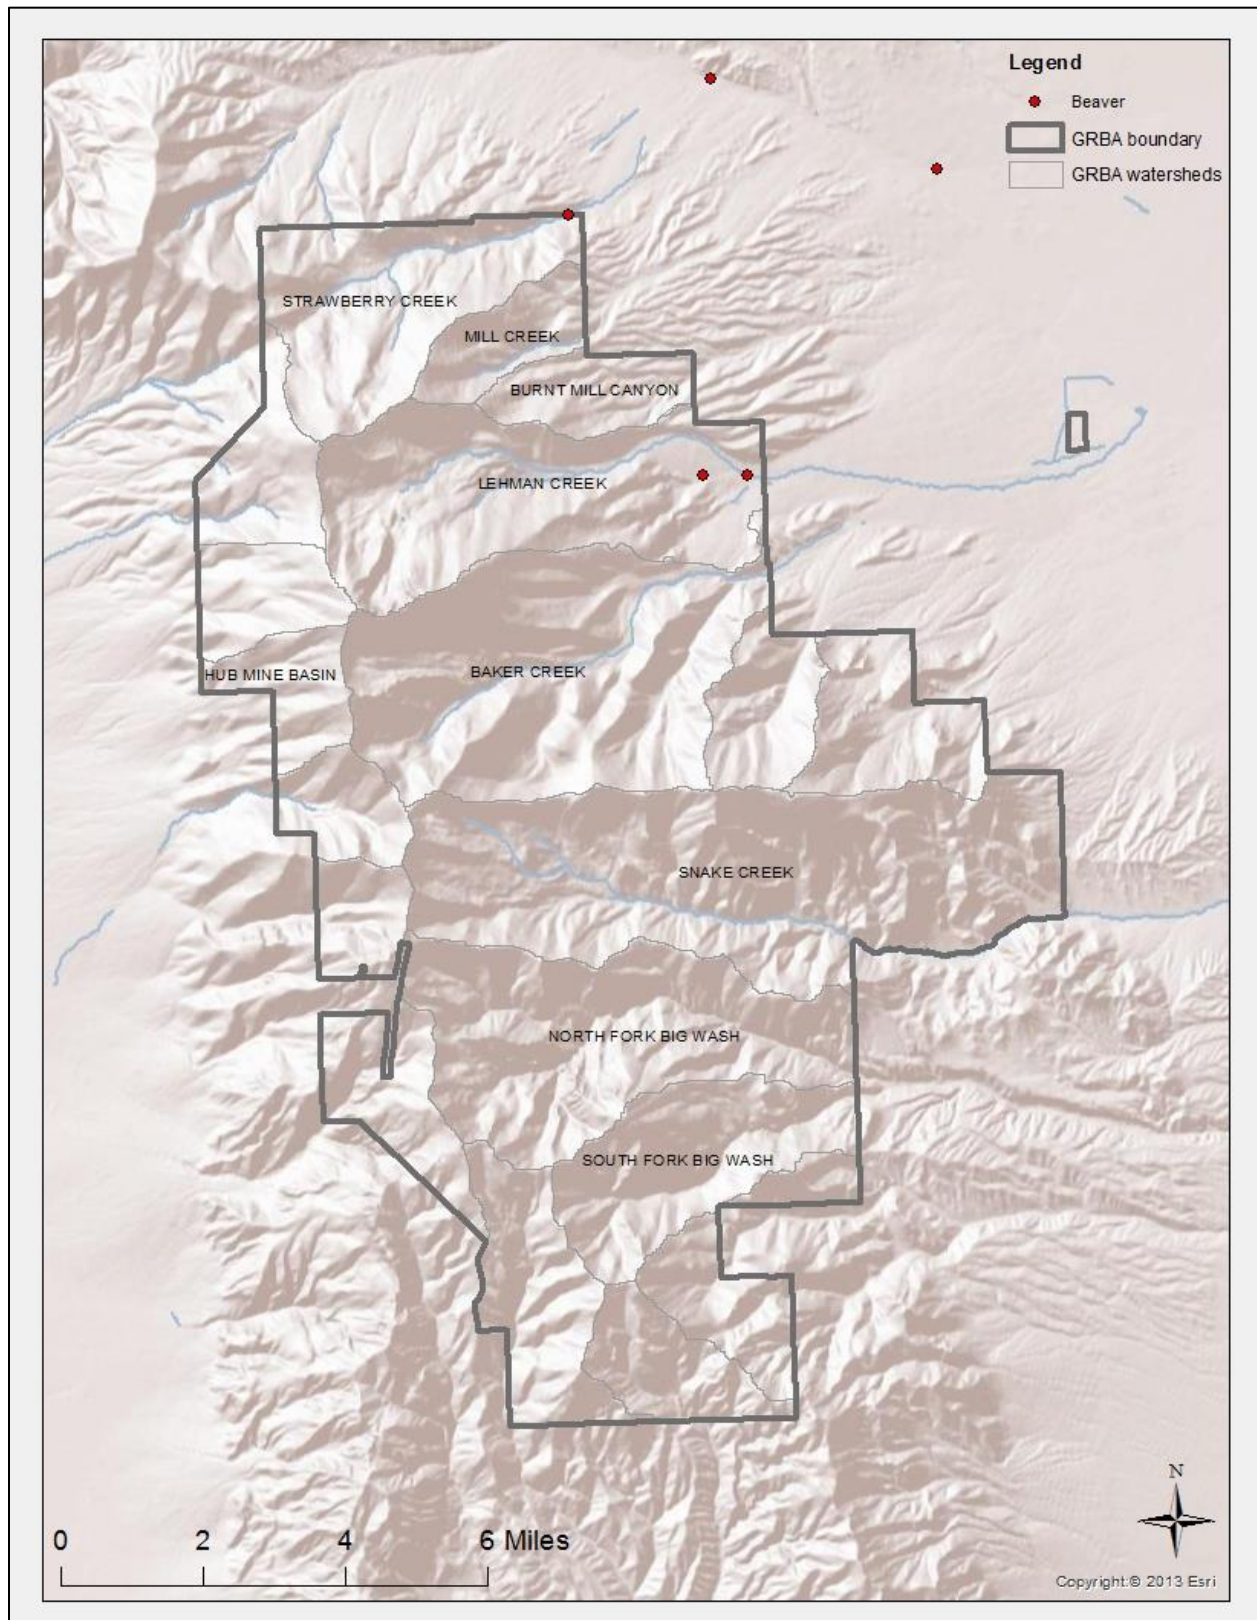 Legend
Beaver
GRBA boundary
GRBA watersheds
STRAWBERRY CREEK
MILL CREEK
BURNT MILL CANYON
LEHMAN CREEK
BAKER CREEK
HUB MINE BASIN
SNAKE CREEK
NORTH FORK BIG WASH
SOUTH FORK BIG WASH
N
0 2 4 6 Miles
Copyright:© 2013 Esri